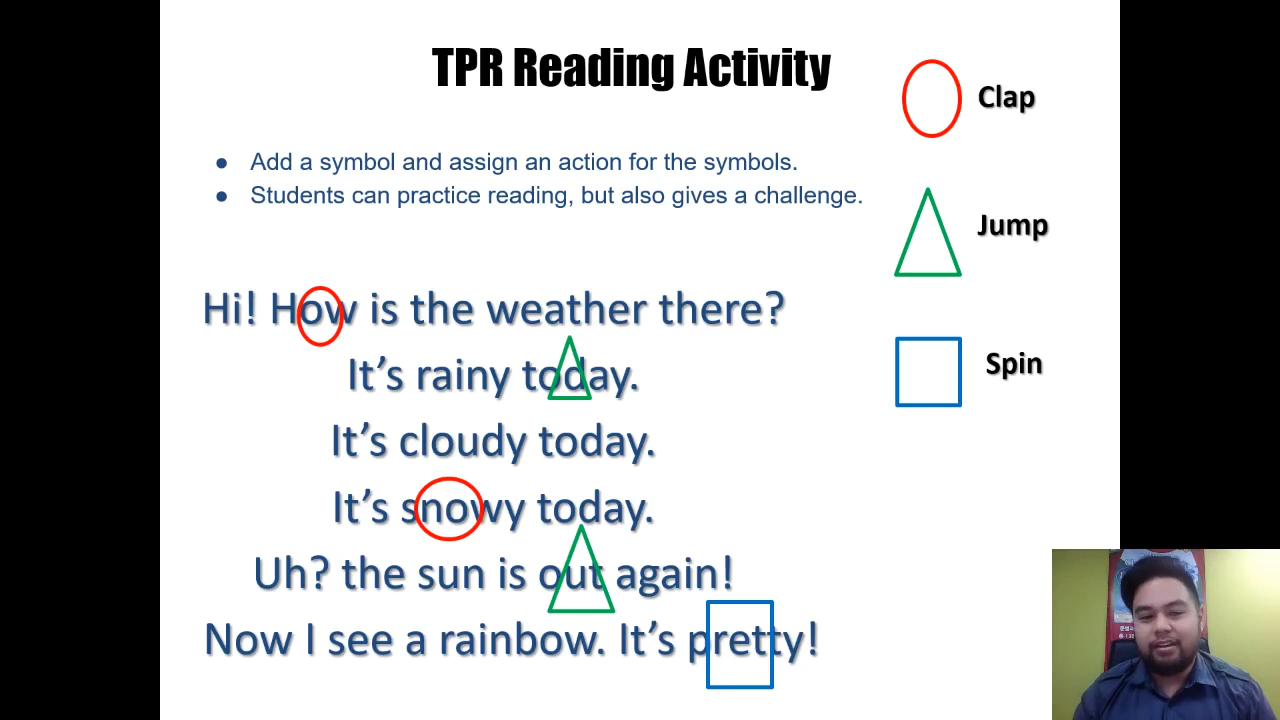 TPR Reading Activity
Clap
● Add a symbol and assign an action for the symbols.
● Students can practice reading, but also gives a challenge.
Jump
Hi! How is the weather there?
It’s rainy today.
Spin
It’s cloudy today.
It’s snowy today.
Uh? the sun is out again!
Now I see a rainbow. It’s pretty!